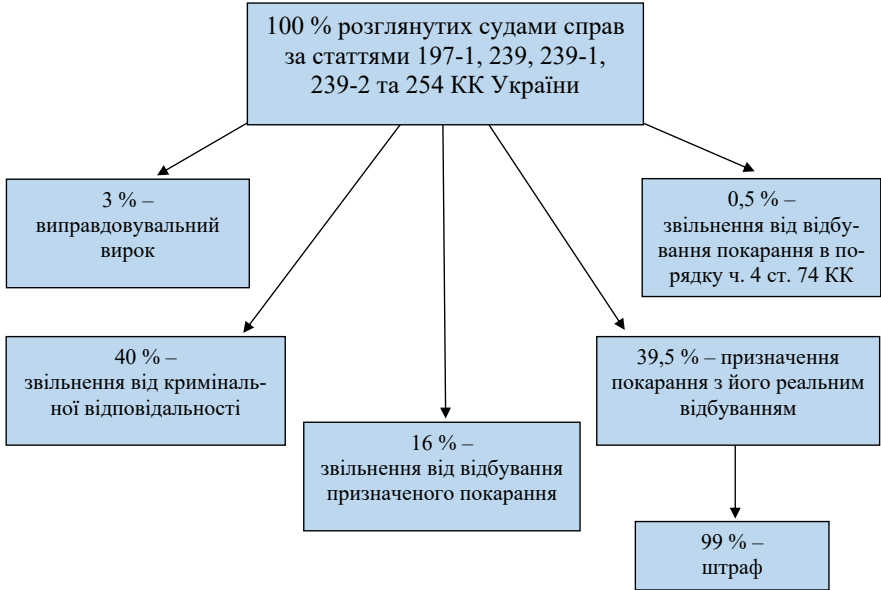 100 % розглянутих судами справ
за статтями 197-1, 239, 239-1,
239-2 та 254 КК України
3 % –
виправдовувальний
вирок
0,5 % –
звільнення від відбу-
вання покарання в по-
рядку ч. 4 ст. 74 КК
40 % –
звільнення від криміналь-
ної відповідальності
39,5 % – призначення
покарання з його реальним
відбуванням
16 % –
звільнення від відбування
призначеного покарання
99 % –
штраф